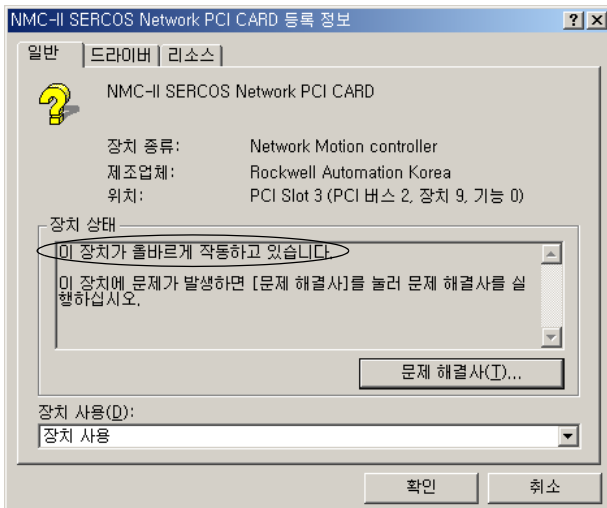 NMC-II SERCOS Network PCI CARD 등록 정보
일반 드라이버 리소스
NMC-II SERCOS Network PCI CARD
장치 종류: Network Motion controller
제조업체: Rockwell Automation Korea
위치: PCI Slot 3 (PCI 버스 2, 장치 9, 기능 0)
장치 상태
이 장치가 올바르게 작동하고 있습니다.
이 장치에 문제가 발생하면 [문제 해결사]를 눌러 문제 해결사를 실
행하십시오.
문제 해결사(T)...
장치 사용(D):
장치 사용
확인 취소